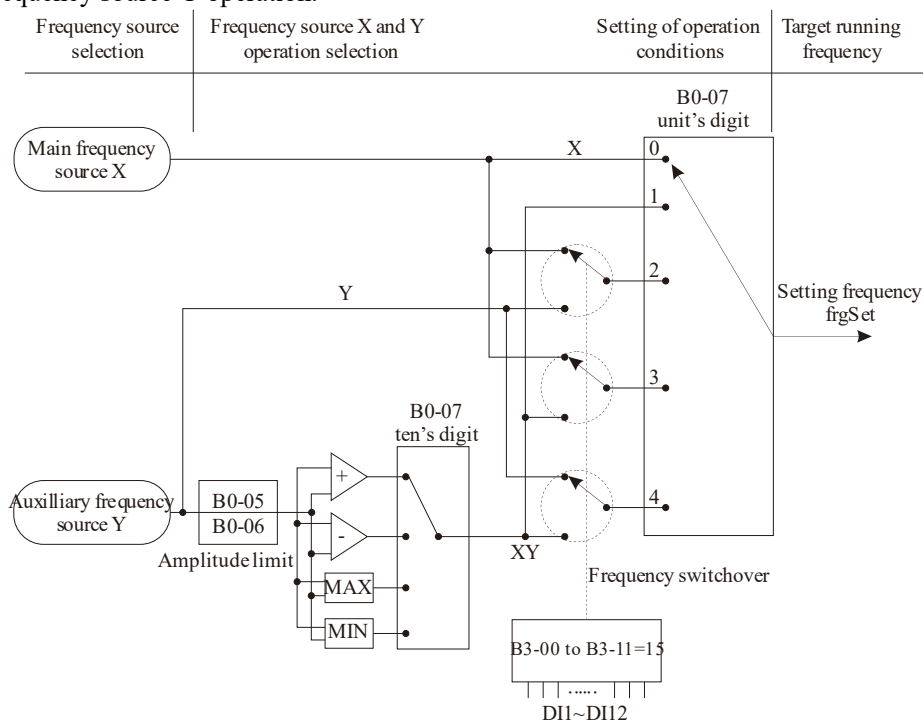 Frequency source
selection
Frequency source X and Y
operation selection
Setting of operation
conditions
Target running
frequency
B0-07
unit's digit
Main frequency
source X
X
0
1
2
Y
Setting frequency
frgSet
3
B0-07
ten's digit
+
Auxilliary frequency
source Y
B0-05
B0-06
Amplitude limit
-
4
XY
MAX
MIN
Frequency switchover
B3-00 to B3-11=15
......
DI1~DI12